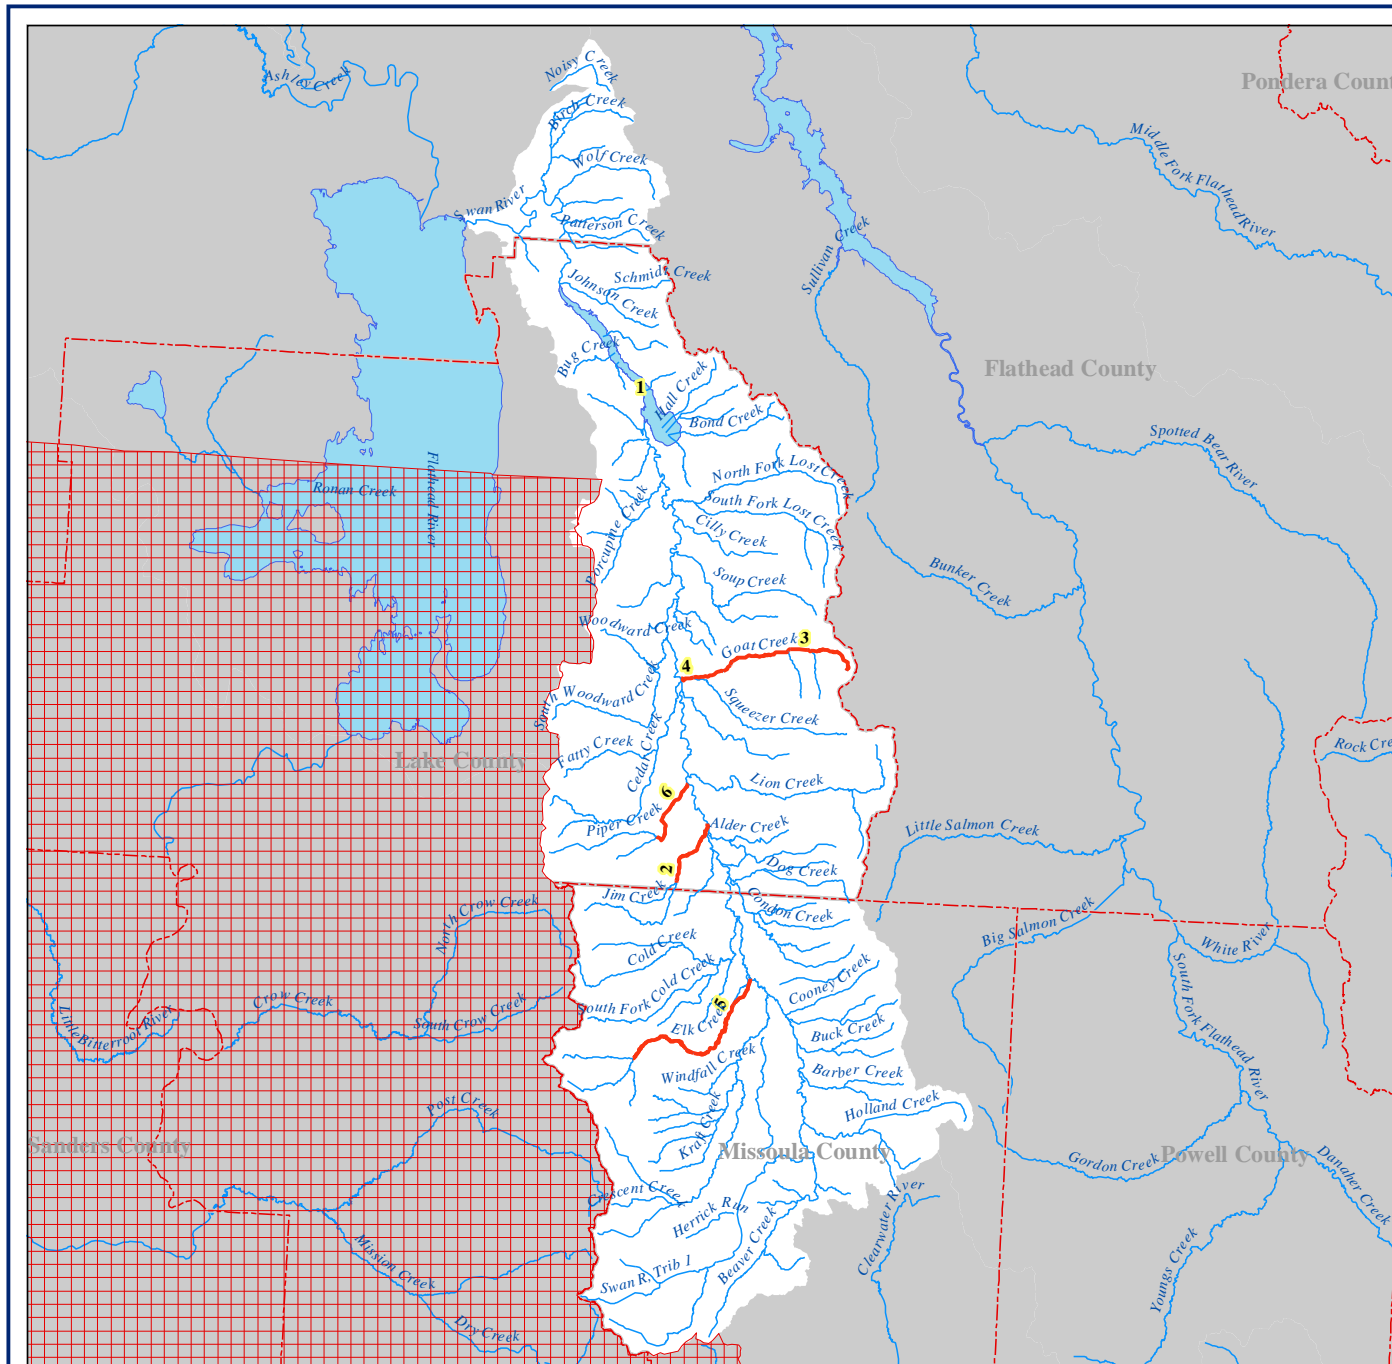 Noisy Creek
Ashley Creek
Pondera Count
Birch Creek
Middle Fork Flathead River
Wolf Creek
Swan River
Patterson Creek
Sullivan Creek
Schmidt Creek
Johnson Creek
Bug Creek
Flathead County
1
Hall Creek
Bond Creek
Spotted Bear River
North Fork Lost Creek
Ronan Creek
Flathead River
South Fork Lost Creek
Porcupine Creek
Cilly Creek
Soup Creek
Bunker Creek
Woodward Creek
Goat Creek
3
4
South Woodward Creek
Squeezer Creek
Fatty Creek
Cedar Creek
Lake County
Rock Cre
Lion Creek
6
Piper Creek
Alder Creek
Little Salmon Creek
2
Dog Creek
Jim Creek
Condon Creek
North Crow Creek
Big Salmon Creek
White River
Cold Creek
South Fork Cold Creek
Cooney Creek
Crow Creek
South Crow Creek
Little Bitterroot River
5
Elk Creek
Buck Creek
South Fork Flathead River
Windfall Creek
Barber Creek
Post Creek
Holland Creek
Kraft Creek
Sanders County
Missoula County
Gordon Creek
Powell County
Danaher Creek
Crescent Creek
Clearwater River
Herrick Run
Mission Creek
Beaver Creek
Swan R. Trib 1
Youngs Creek
Dry Creek